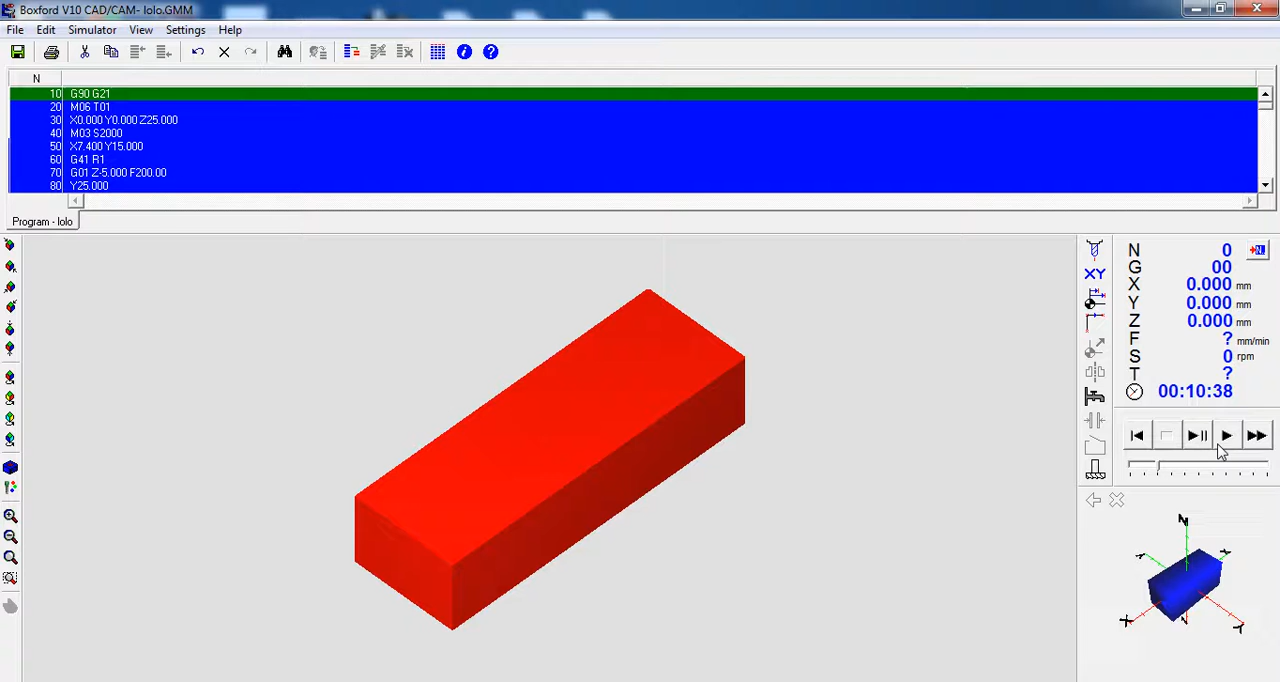 Boxford V10 CAD/CAM- lolo.GMM
File Edit Simulator View Settings Help
N
10 G90 G21
20 M06 T01
30 X0.000 Y0.000 Z25.000
40 M03 S2000
50 X7.400 Y15.000
60 G41 R1
70 G01 Z-5.000 F200.00
80 Y25.000
Program - lolo
N 0
G 00
XY
X 0.000 mm
Y 0.000 mm
Z 0.000 mm
F ? mm/min
S 0 rpm
T ?
00:10:38